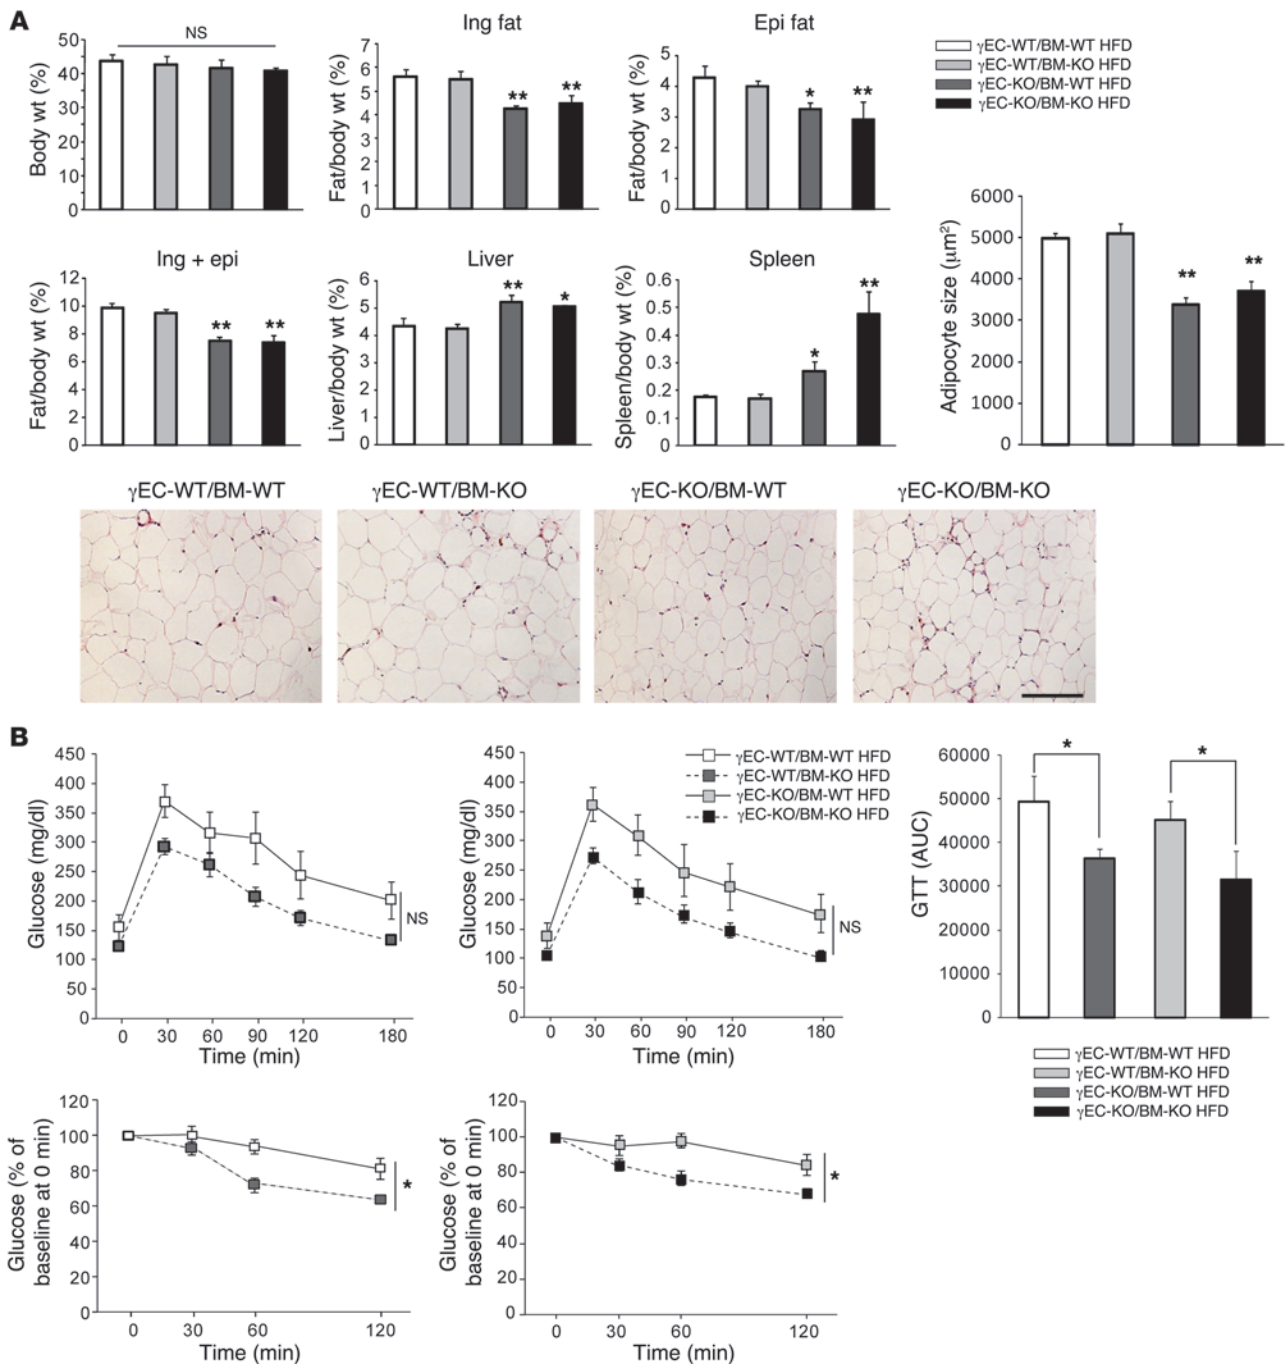 A
Ing fat
Epi fat
NS
Body wt (%)
50
40
30
20
10
0
Fat/body wt (%)
7
6
5
4
3
2
1
0
**
**
Fat/body wt (%)
5
4
3
2
1
0
*
**
γEC-WT/BM-WT HFD
γEC-WT/BM-KO HFD
γEC-KO/BM-WT HFD
γEC-KO/BM-KO HFD
Ing + epi
Liver
Spleen
Fat/body wt (%)
12
10
8
6
4
2
0
**
**
Liver/body wt (%)
6
5
4
3
2
1
0
**
*
Spleen/body wt (%)
0.6
0.5
0.4
0.3
0.2
0.1
0
*
**
Adipocyte size (μm²)
6000
5000
4000
3000
2000
1000
0
**
**
γEC-WT/BM-WT
γEC-WT/BM-KO
γEC-KO/BM-WT
γEC-KO/BM-KO
B
Glucose (mg/dl)
450
400
350
300
250
200
150
100
50
0
NS
0 30 60 90 120 180
Time (min)
Glucose (mg/dl)
450
400
350
300
250
200
150
100
50
0
γEC-WT/BM-WT HFD
γEC-WT/BM-KO HFD
γEC-KO/BM-WT HFD
γEC-KO/BM-KO HFD
NS
0 30 60 90 120 180
Time (min)
GTT (AUC)
60000
50000
40000
30000
20000
10000
0
*
*
γEC-WT/BM-WT HFD
γEC-WT/BM-KO HFD
γEC-KO/BM-WT HFD
γEC-KO/BM-KO HFD
Glucose (% of
baseline at 0 min)
120
100
80
60
40
20
0
*
0 30 60 120
Time (min)
Glucose (% of
baseline at 0 min)
120
100
80
60
40
20
0
*
0 30 60 120
Time (min)